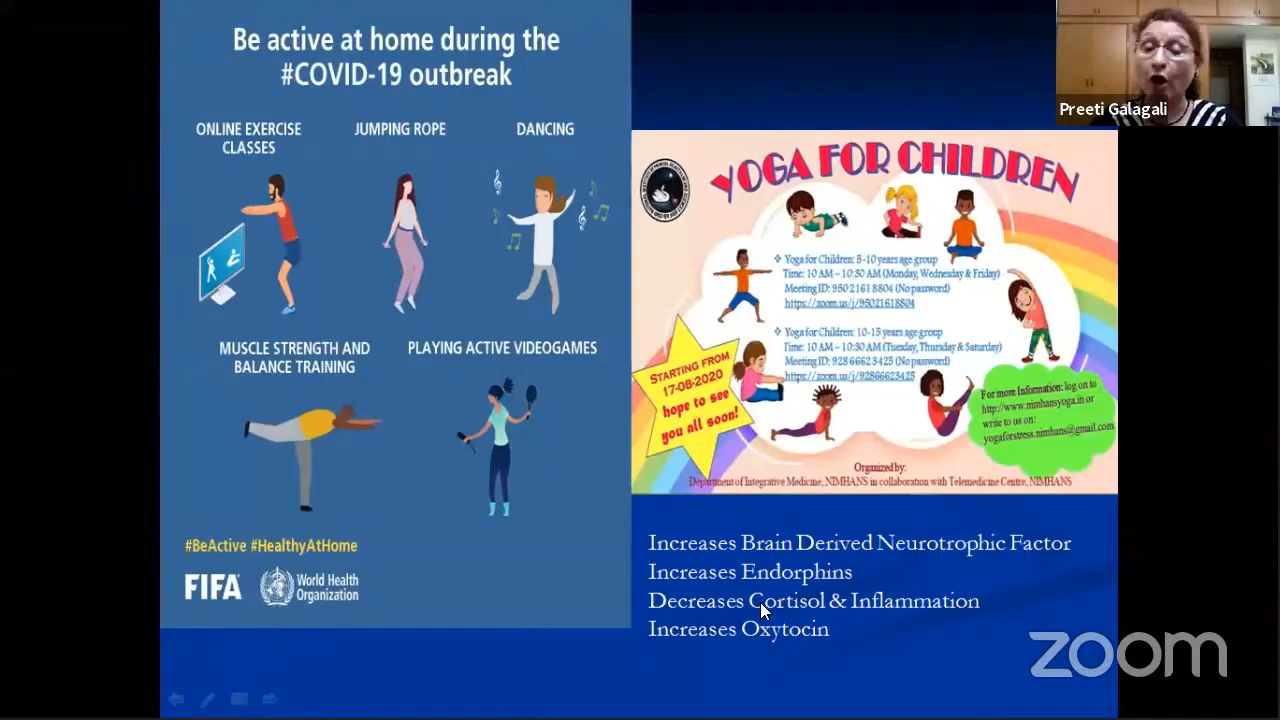 Be active at home during the
#COVID-19 outbreak
ONLINE EXERCISE
CLASSES
JUMPING ROPE
DANCING
MUSCLE STRENGTH AND
BALANCE TRAINING
PLAYING ACTIVE VIDEOGAMES
#BeActive #HealthyAtHome
FIFA
World Health
Organization
Preeti Galagali
YOGA FOR CHILDREN
Yoga for Children: 5-10 years age group
Time: 10 AM – 10:30 AM (Monday, Wednesday & Friday)
Meeting ID: 950 2161 8804 (No password)
https://zoom.us/j/95021618804
Yoga for Children: 10-15 years age group
Time: 10 AM – 10:30 AM (Tuesday, Thursday & Saturday)
Meeting ID: 928 6662 3425 (No password)
https://zoom.us/j/92866623425
STARTING FROM
17-08-2020
hope to see
you all soon!
For more Information: log on to
http://www.nimhansyoga.in or
write to us on:
yogaforstress.nimhans@gmail.com
Organized by:
Department of Integrative Medicine, NIMHANS in collaboration with Telemedicine Centre, NIMHANS
Increases Brain Derived Neurotrophic Factor
Increases Endorphins
Decreases Cortisol & Inflammation
Increases Oxytocin
zoom